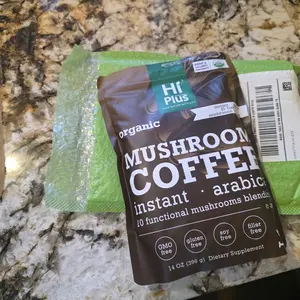 Hi
Plus
organic
MUSHROOM
COFFEE
instant · arabica
10 functional mushrooms blend
GMO free
gluten free
soy free
filler free
14 OZ (396 g) Dietary Supplement